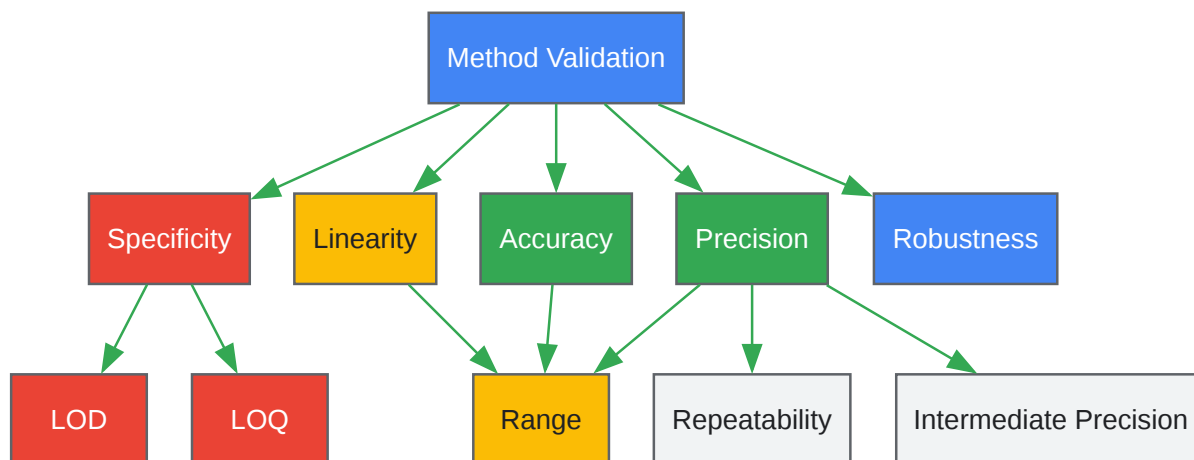 Method Validation
Specificity
Linearity
Accuracy
Precision
Robustness
LOD
LOQ
Range
Repeatability
Intermediate Precision